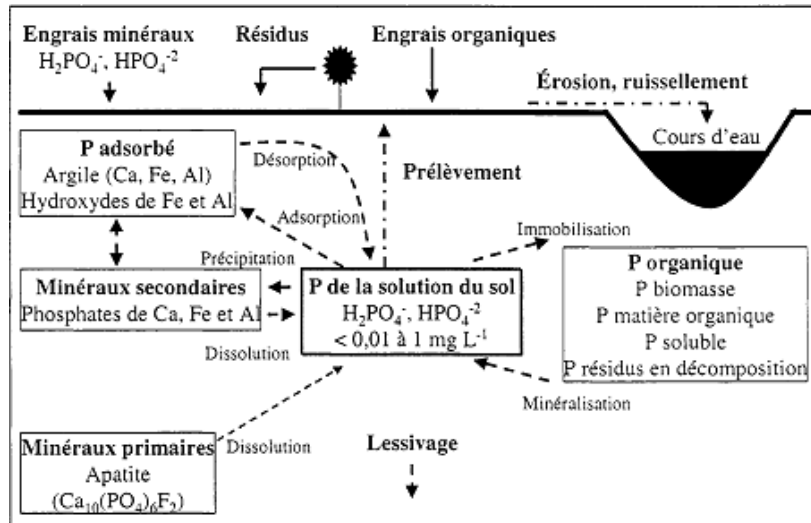 Engrais minéraux
H₂PO₄⁻, HPO₄⁻²
Résidus
Engrais organiques
Érosion, ruissellement
Cours d'eau
P adsorbé
Argile (Ca, Fe, Al)
Hydroxydes de Fe et Al
Désorption
Adsorption
Prélèvement
Précipitation
Immobilisation
Minéraux secondaires
Phosphates de Ca, Fe et Al
P de la solution du sol
H₂PO₄⁻, HPO₄⁻²
< 0,01 à 1 mg L⁻¹
P organique
P biomasse
P matière organique
P soluble
P résidus en décomposition
Dissolution
Minéralisation
Minéraux primaires
Apatite
(Ca₁₀(PO₄)₆F₂)
Dissolution
Lessivage